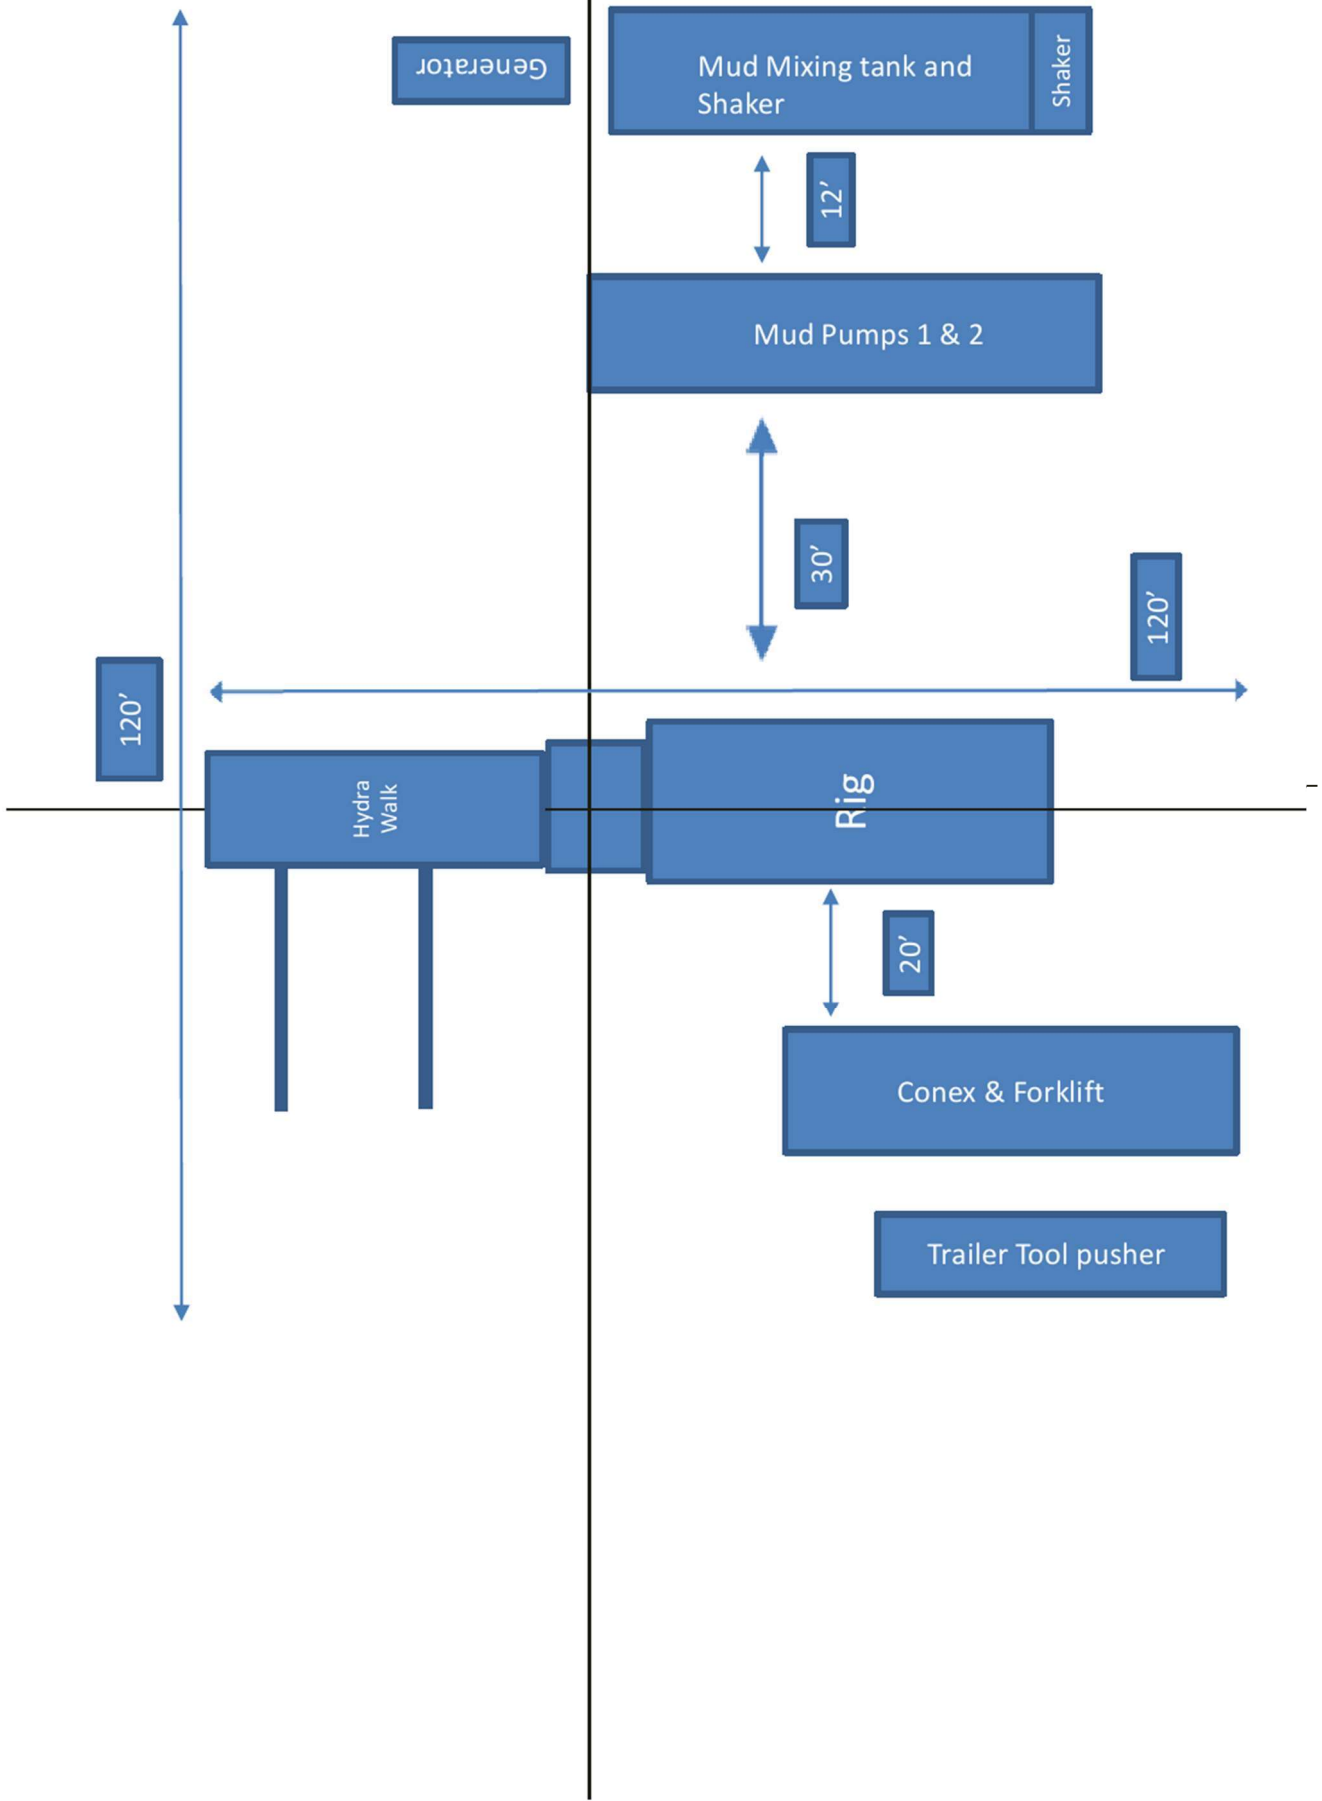 Generator
Mud Mixing tank and
Shaker
Shaker
12’
Mud Pumps 1 & 2
30’
120’
120’
Hydra
Walk
Rig
20’
Conex & Forklift
Trailer Tool pusher